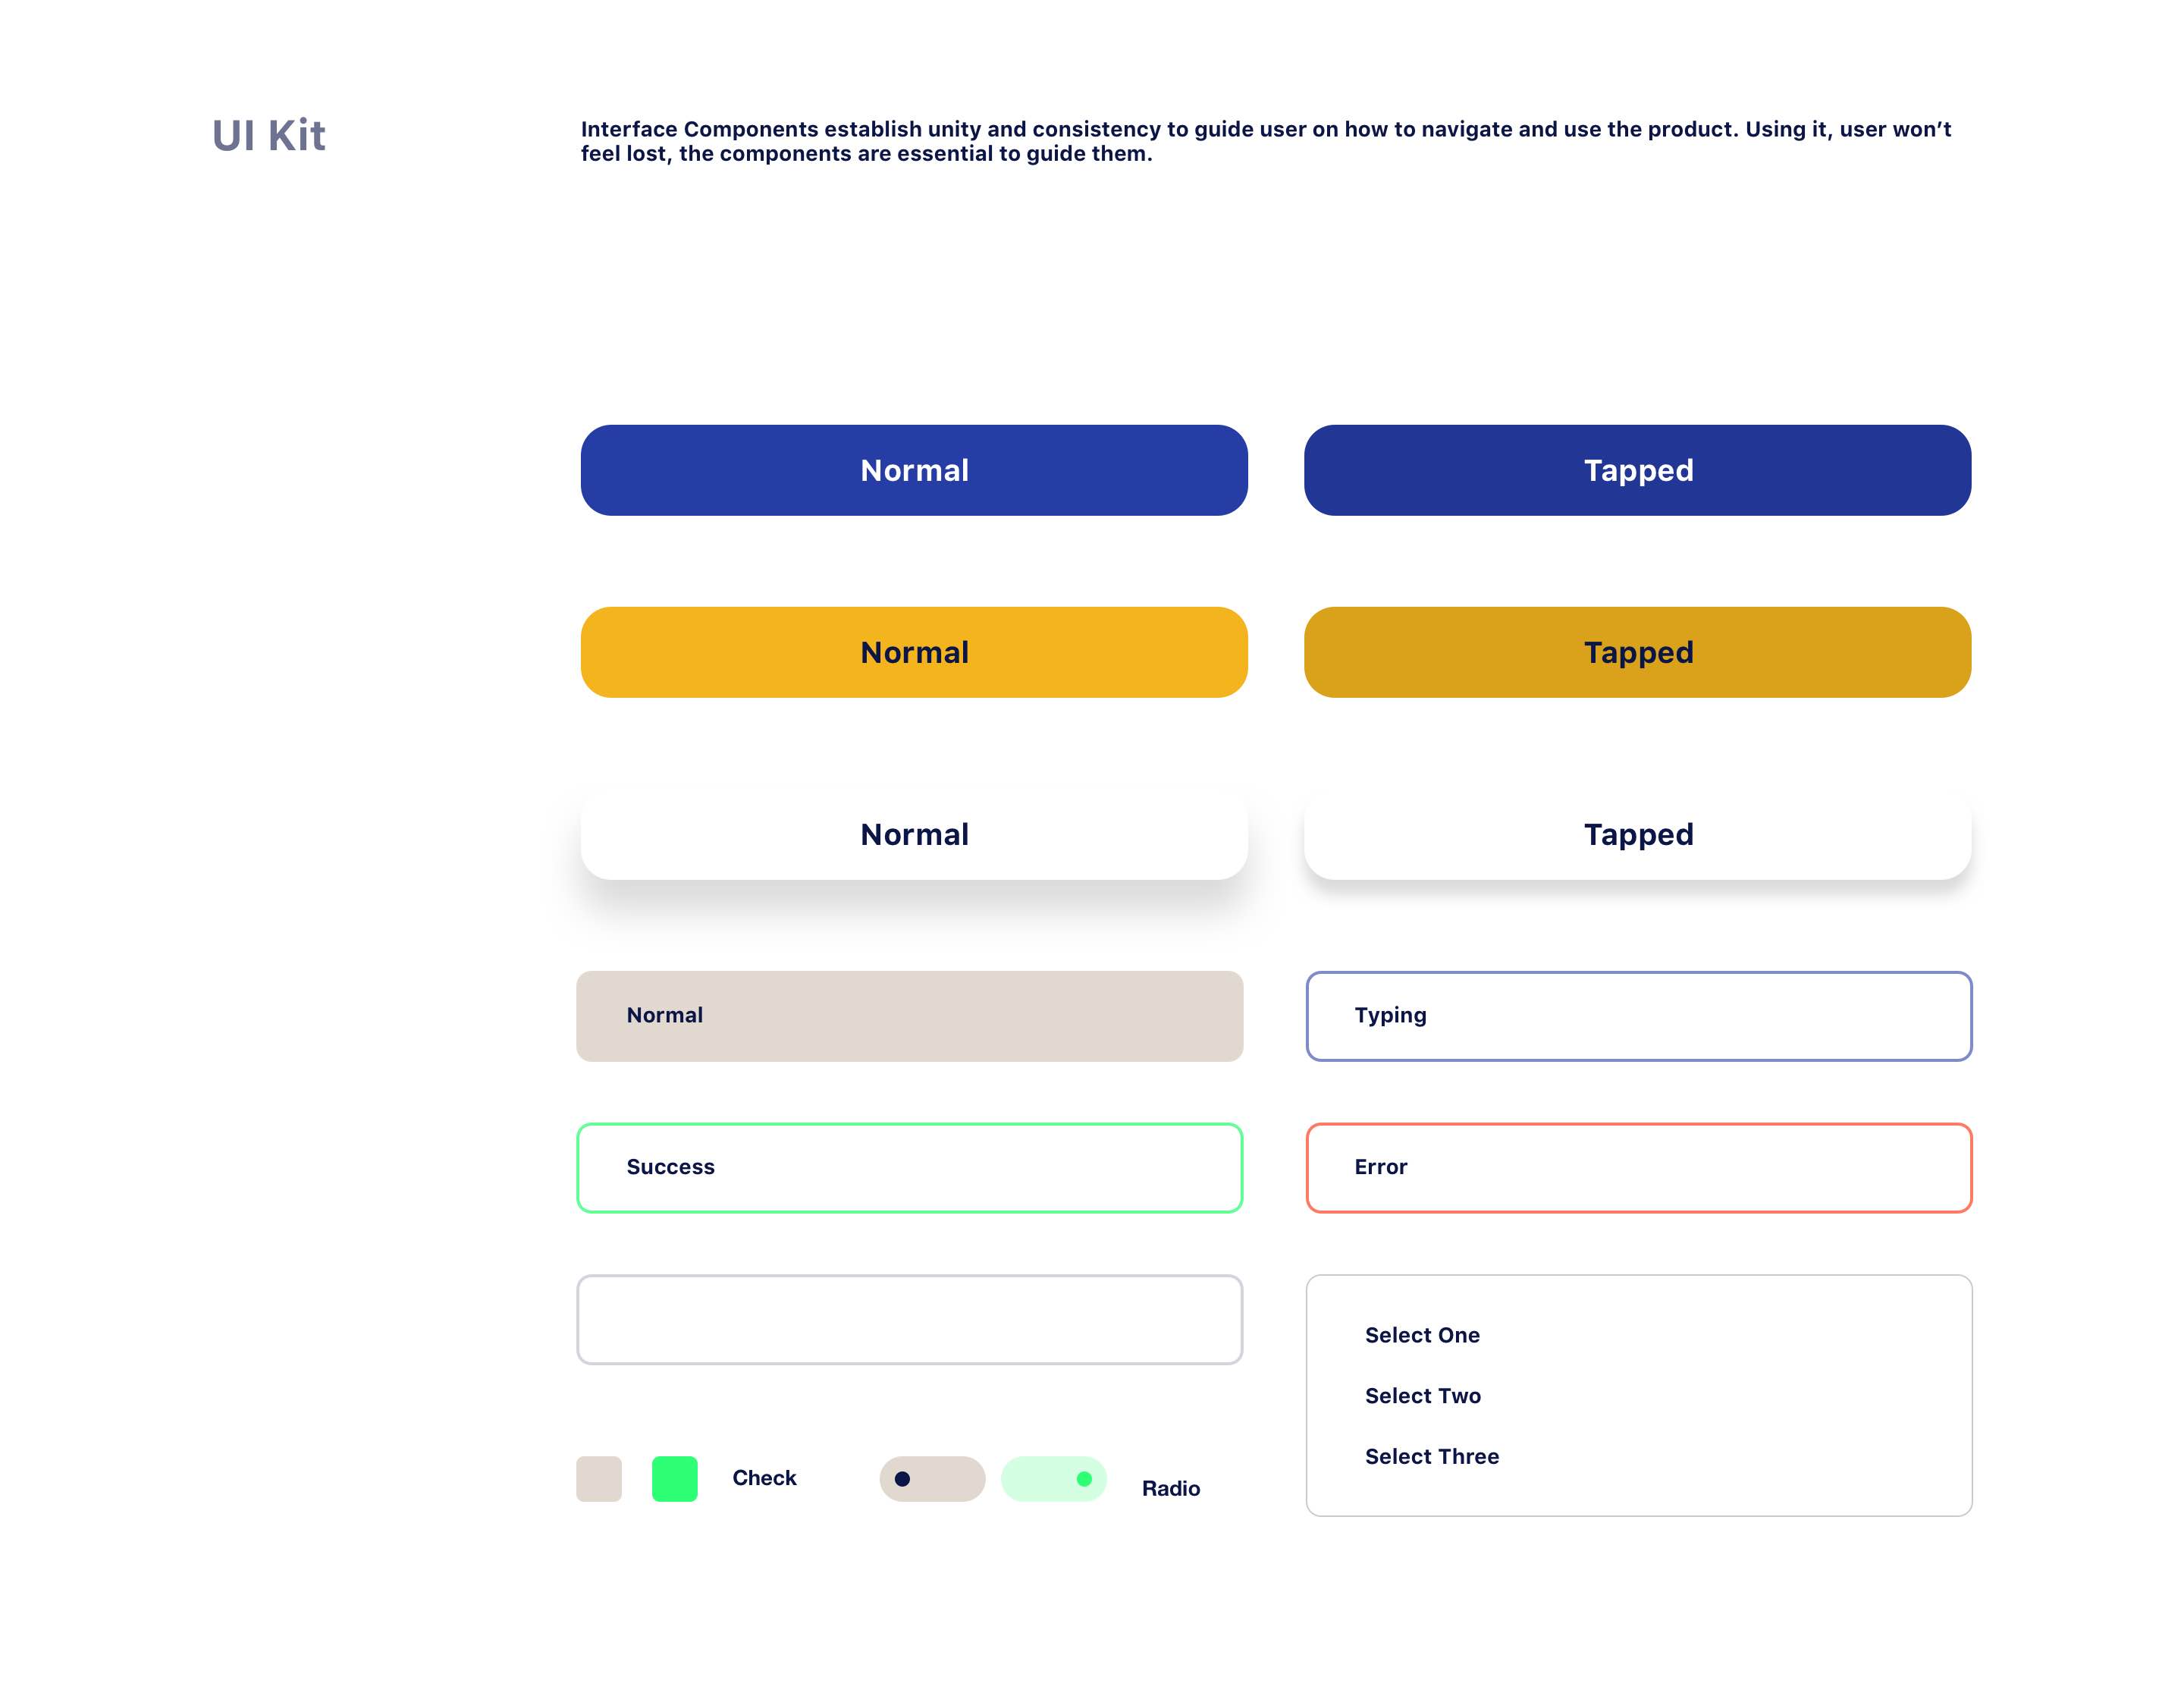 UI Kit
Interface Components establish unity and consistency to guide user on how to navigate and use the product. Using it, user won’t
feel lost, the components are essential to guide them.
Normal
Tapped
Normal
Tapped
Normal
Tapped
Normal
Typing
Success
Error
Select One
Select Two
Select Three
Check
Radio